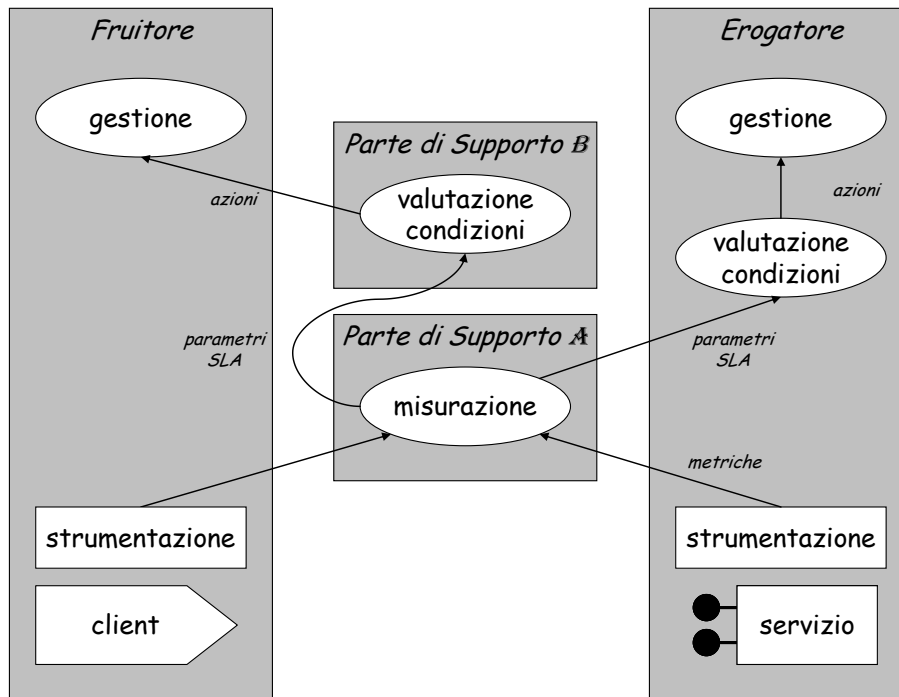 Fruitore
gestione
azioni
parametri
SLA
strumentazione
client
Parte di Supporto B
valutazione
condizioni
Parte di Supporto A
misurazione
Erogatore
gestione
azioni
valutazione
condizioni
parametri
SLA
metriche
strumentazione
servizio